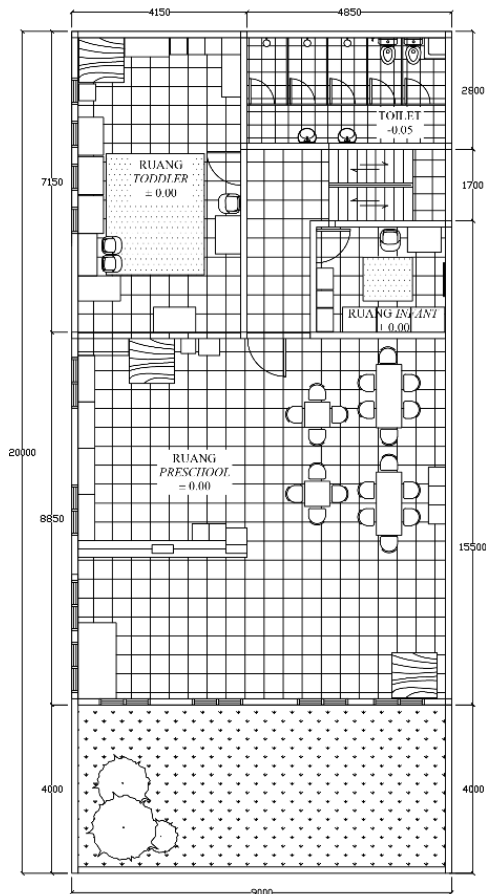 4150
4850
2800
TOILET
-0.05
7150
RUANG
TODDLER
± 0.00
1700
RUANG INFANT
± 0.00
20000
RUANG
PRESCHOOL
± 0.00
8850
15500
4000
4000
9000